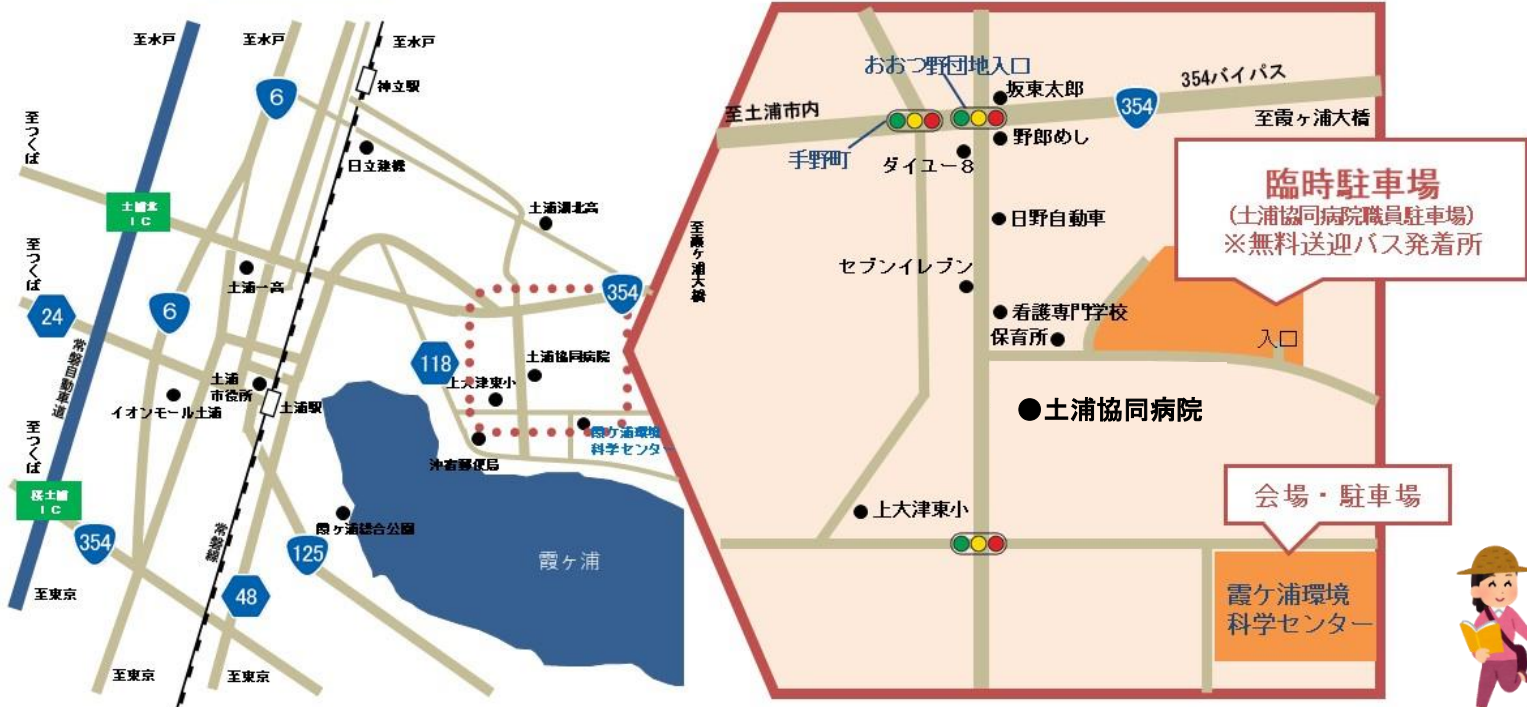 至水戸
至水戸
至水戸
6
神立駅
至つくば
日立建機
土浦北
IC
土浦湖北高
至つくば
土浦一高
24
6
354
至霞ヶ浦大橋
常磐自動車道
118
土浦協同病院
土浦
市役所
上大津東小
イオンモール土浦
土浦駅
至つくば
霞ケ浦環境
科学センター
沖宿郵便局
桜土浦
IC
霞ヶ浦総合公園
354
常磐線
125
霞ヶ浦
至東京
48
至東京
至東京
おおつ野団地入口
坂東太郎
354バイパス
354
至土浦市内
至霞ヶ浦大橋
手野町
ダイユー8
野郎めし
臨時駐車場
(土浦協同病院職員駐車場)
※無料送迎バス発着所
日野自動車
セブンイレブン
看護専門学校
保育所
入口
土浦協同病院
会場・駐車場
上大津東小
霞ケ浦環境
科学センター